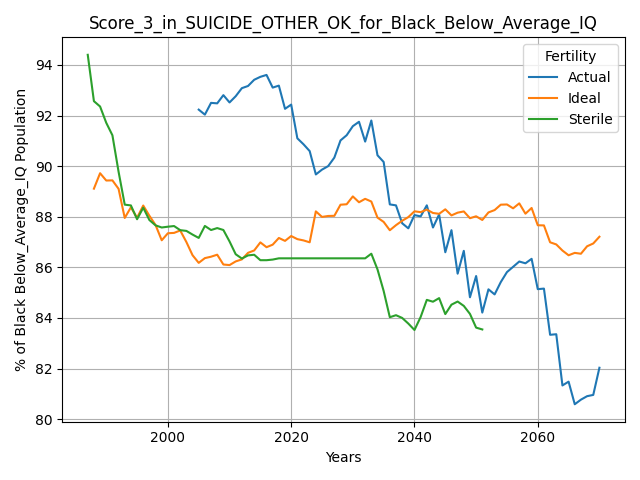 Score_3_in_SUICIDE_OTHER_OK_for_Black_Below_Average_IQ
% of Black Below_Average_IQ Population
94
92
90
88
86
84
82
80
Fertility
Actual
Ideal
Sterile
2000
2020
2040
2060
Years